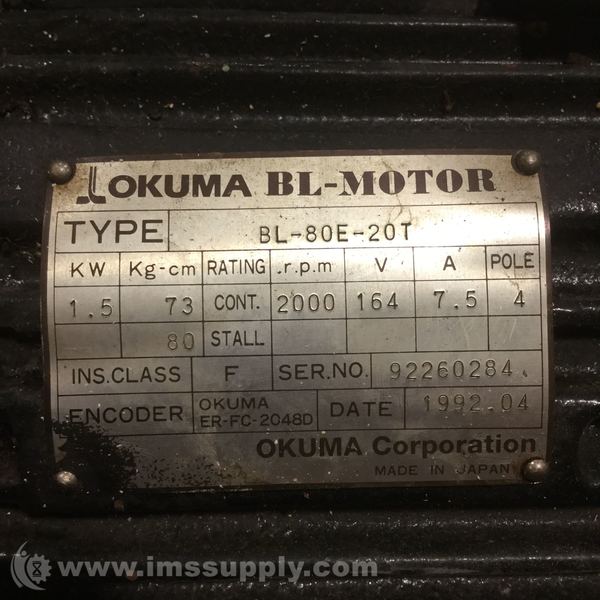 OKUMA BL-MOTOR
TYPE BL-80E-20T
KW Kg-cm RATING .r.p.m V A POLE
1.5 73 CONT. 2000 164 7.5 4
80 STALL
INS.CLASS F SER.NO. 92260284
ENCODER OKUMA ER-FC-2048D DATE 1992.04
OKUMA Corporation
MADE IN JAPAN
www.imssupply.com